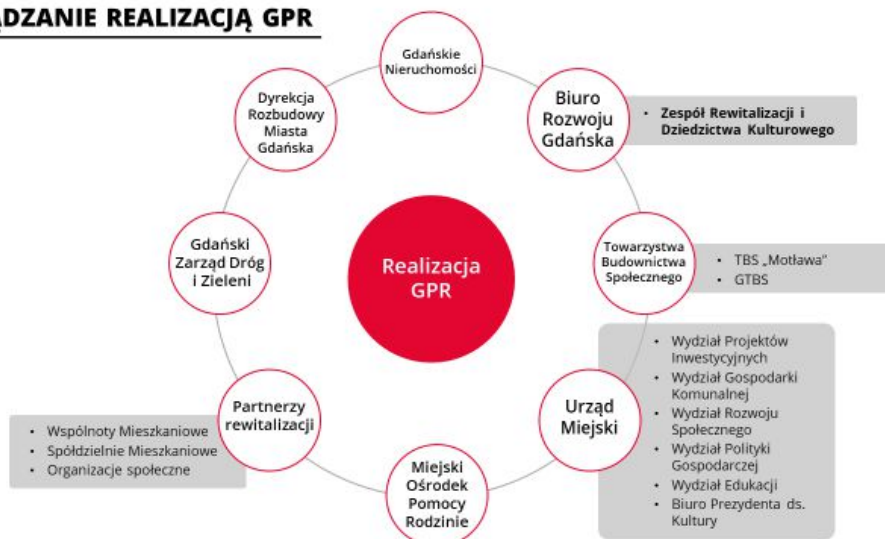 ĄDZANIE REALIZACJĄ GPR
Gdańskie
Nieruchomości
Dyrekcja
Rozbudowy
Miasta
Gdańska
Biuro
Rozwoju
Gdańska
• Zespół Rewitalizacji i
Dziedzictwa Kulturowego
Gdański
Zarząd Dróg
i Zieleni
Realizacja
GPR
Towarzystwa
Budownictwa
Społecznego
• TBS „Motława”
• GTBS
Partnerzy
rewitalizacji
• Wspólnoty Mieszkaniowe
• Spółdzielnie Mieszkaniowe
• Organizacje społeczne
Miejski
Ośrodek
Pomocy
Rodzinie
Urząd
Miejski
• Wydział Projektów
Inwestycyjnych
• Wydział Gospodarki
Komunalnej
• Wydział Rozwoju
Społecznego
• Wydział Polityki
Gospodarczej
• Wydział Edukacji
• Biuro Prezydenta ds.
Kultury